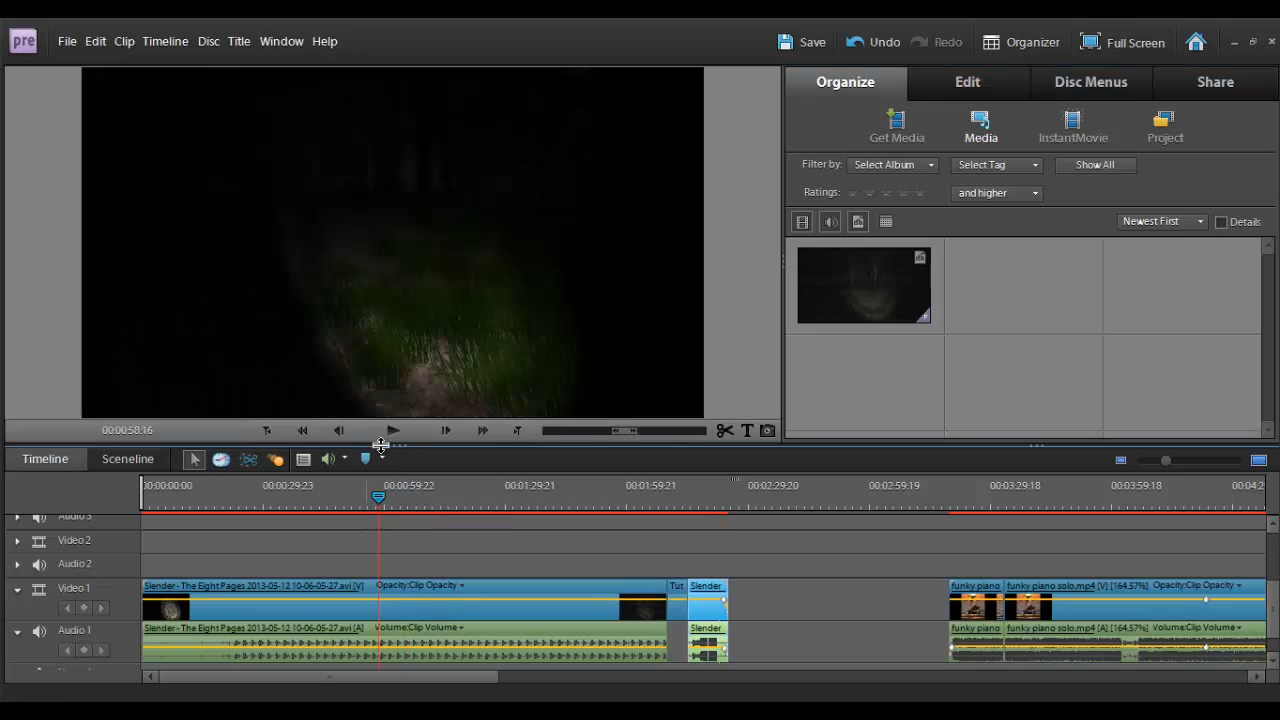 pre File Edit Clip Timeline Disc Title Window Help Save Undo Redo Organizer Full Screen
Organize Edit Disc Menus Share
Get Media Media InstantMovie Project
Filter by: Select Album Select Tag Show All
Ratings: and higher
Newest First Details
00:00:58:16
Timeline Sceneline
00:00:00:00 00:00:29:23 00:00:59:22 00:01:29:21 00:01:59:21 00:02:29:20 00:02:59:19 00:03:29:18 00:03:59:18 00:04:2
Audio 3
Video 2
Audio 2
Video 1 Slender - The Eight Pages 2013-05-12 10-06-05-27.avi [V] Opacity:Clip Opacity Tut Slender funky piano funky piano solo.mp4 [V] [164.57%] Opacity:Clip Opacity
Audio 1 Slender - The Eight Pages 2013-05-12 10-06-05-27.avi [A] Volume:Clip Volume Slender funky piano funky piano solo.mp4 [A] [164.57%] Volume:Clip Volume